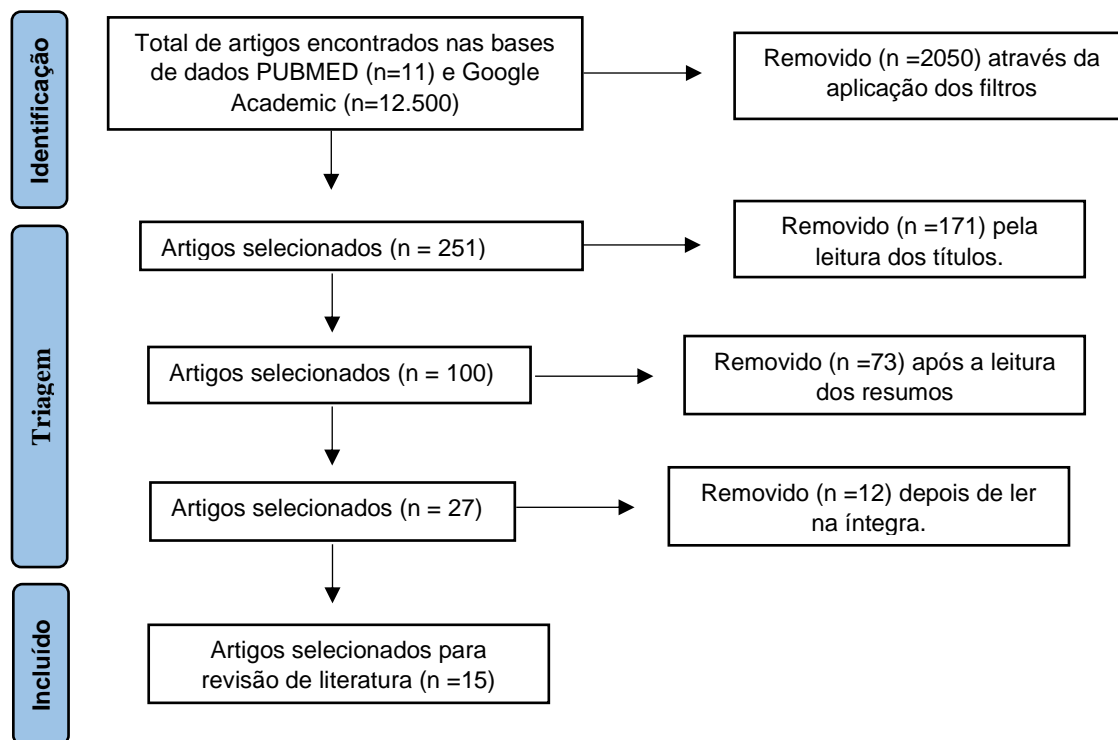 Identificação
Total de artigos encontrados nas bases
de dados PUBMED (n=11) e Google
Academic (n=12.500)
Removido (n =2050) através da
aplicação dos filtros
Triagem
Artigos selecionados (n = 251)
Removido (n =171) pela
leitura dos títulos.
Artigos selecionados (n = 100)
Removido (n =73) após a leitura
dos resumos
Artigos selecionados (n = 27)
Removido (n =12) depois de ler
na íntegra.
Incluído
Artigos selecionados para
revisão de literatura (n =15)